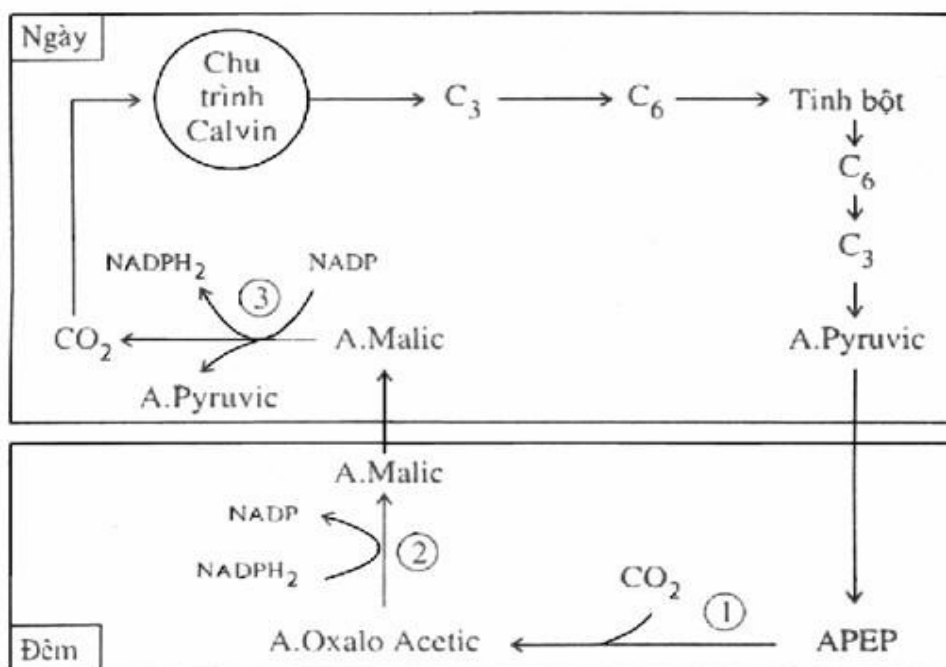 Ngày
Chu
trình
Calvin
C₃
C₆
Tinh bột
C₆
C₃
NADPH₂
③
NADP
CO₂
A.Malic
A.Pyruvic
A.Pyruvic
A.Malic
NADP
②
NADPH₂
CO₂
①
A.Oxalo Acetic
APEP
Đêm